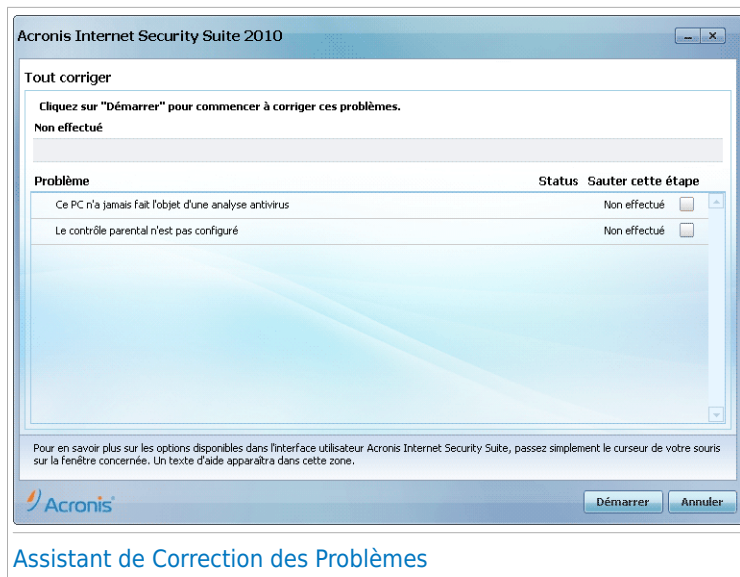 Acronis Internet Security Suite 2010
Tout corriger
Cliquez sur "Démarrer" pour commencer à corriger ces problèmes.
Non effectué
Problème Status Sauter cette étape
Ce PC n'a jamais fait l'objet d'une analyse antivirus Non effectué
Le contrôle parental n'est pas configuré Non effectué
Pour en savoir plus sur les options disponibles dans l'interface utilisateur Acronis Internet Security Suite, passez simplement le curseur de votre souris
sur la fenêtre concernée. Un texte d'aide apparaîtra dans cette zone.
Acronis Démarrer Annuler
Assistant de Correction des Problèmes